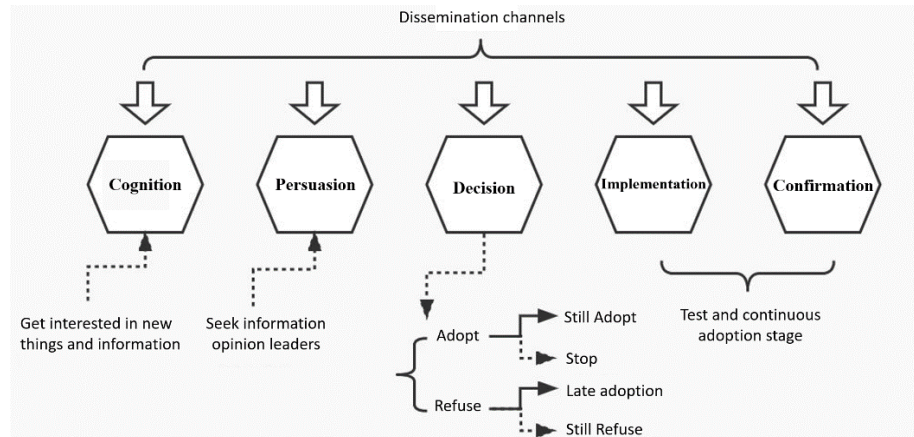 Dissemination channels
Cognition
Persuasion
Decision
Implementation
Confirmation
Get interested in new
things and information
Seek information
opinion leaders
Adopt
Still Adopt
Stop
Refuse
Late adoption
Still Refuse
Test and continuous
adoption stage